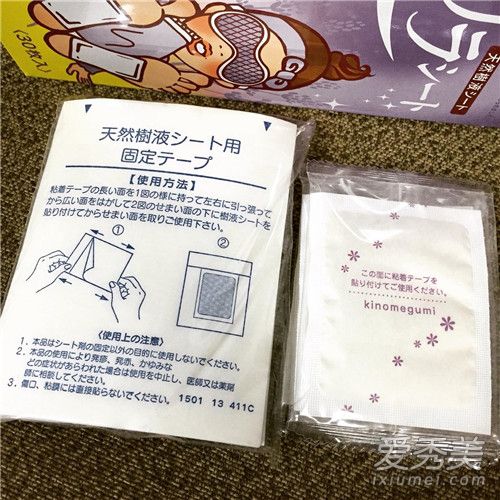 (30枚入)
天然樹液シート
天然樹液シート用
固定テープ
【使用方法】
粘着テープの長い面を1図の様に持って左右に引っ張って
から広い面をはがして2図のせまい面の下に樹液シートを
貼り付けてからせまい面を取りご使用下さい。
①
②
〈使用上の注意〉
1. 本品はシート剤の固定以外の目的に使用しないでください。
2. 本品の使用により発疹、発赤、かゆみな
どの症状があらわれた場合は使用を中止し、医師又は薬剤
師に相談してください。
3. 傷口、粘膜には直接貼らないでください。 1501 13 411C
この面に粘着テープを
貼り付けてご使用ください。
kinomegumi
爱秀美
ixiumei.com